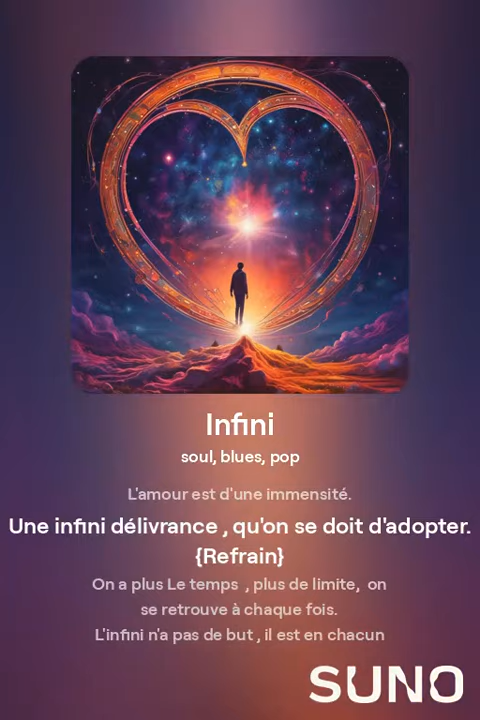 Infini
soul, blues, pop
L'amour est d'une immensité.
Une infini délivrance , qu'on se doit d'adopter.
{Refrain}
On a plus Le temps  , plus de limite,  on
se retrouve à chaque fois.
L'infini n'a pas de but , il est en chacun
SUNO